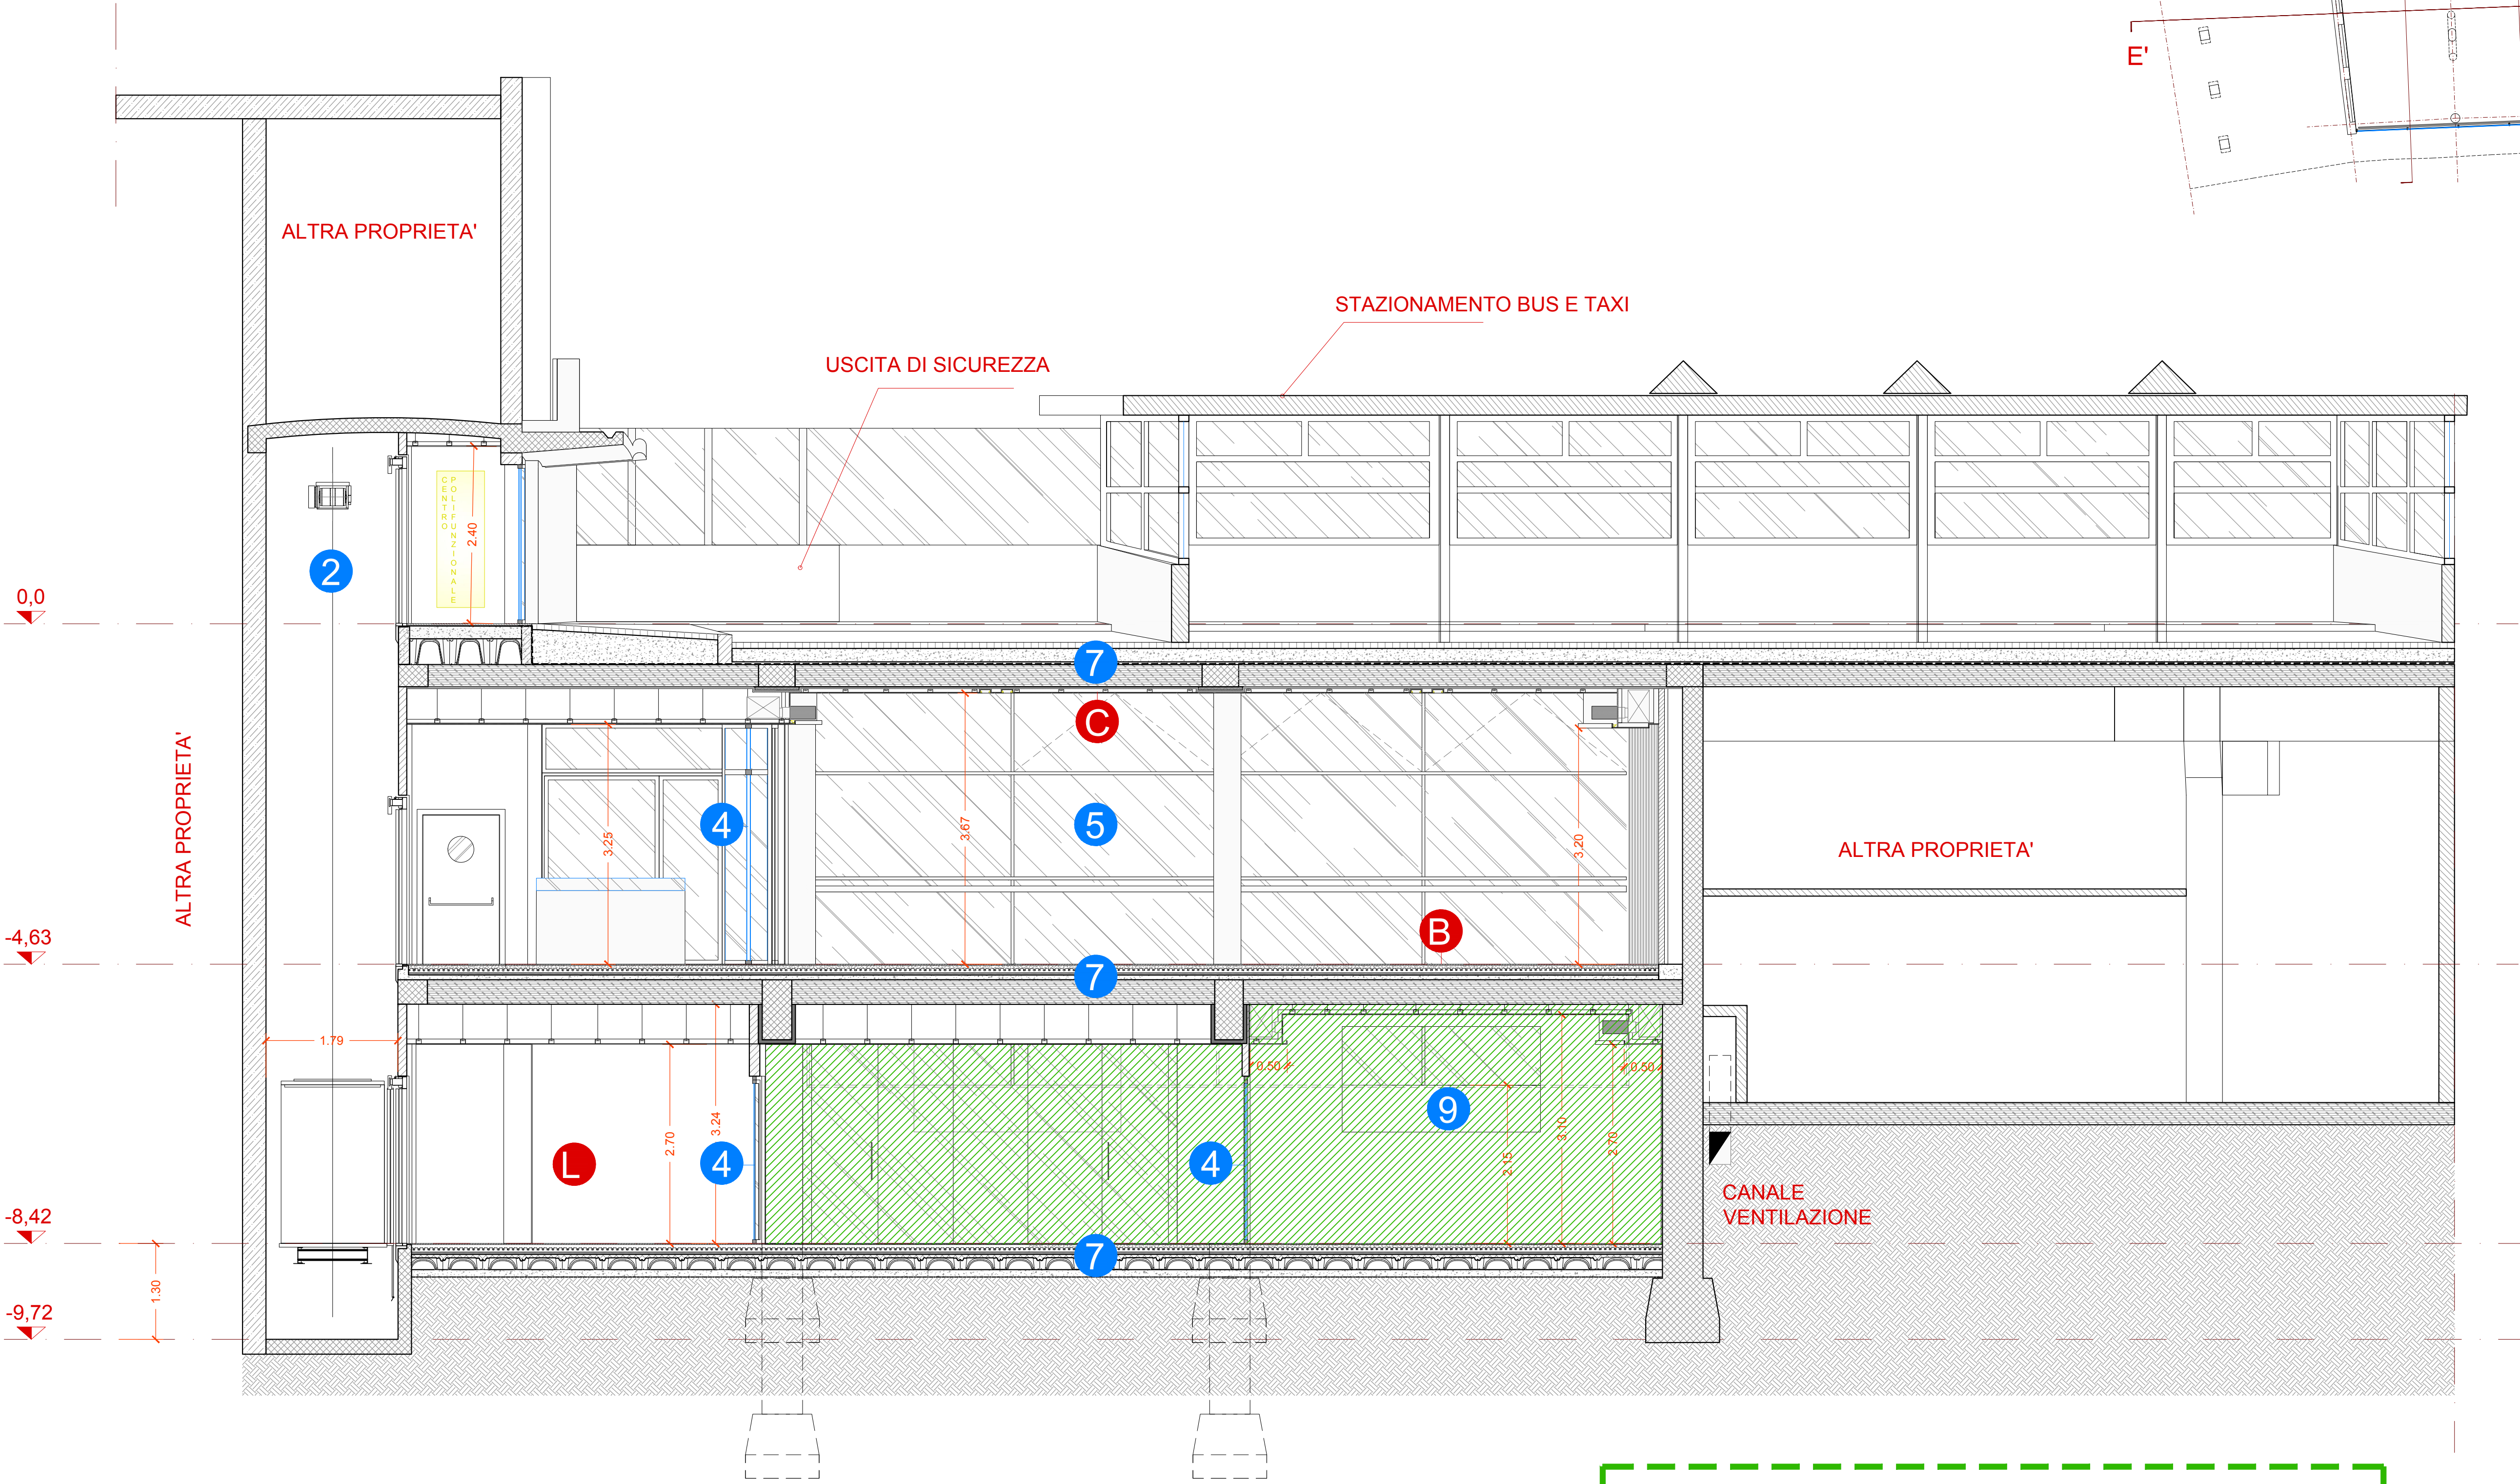 E'
ALTRA PROPRIETA'
STAZIONAMENTO BUS E TAXI
USCITA DI SICUREZZA
CENTRO
POLIFUNZIONALE
2.40
2
0,0
7
C
ALTRA PROPRIETA'
3.25
4
3.67
5
3.20
ALTRA PROPRIETA'
B
-4,63
7
1.79
0.50
0.50
9
3.24
2.70
L
4
4
2.15
3.10
2.70
CANALE
VENTILAZIONE
-8,42
7
1.30
-9,72